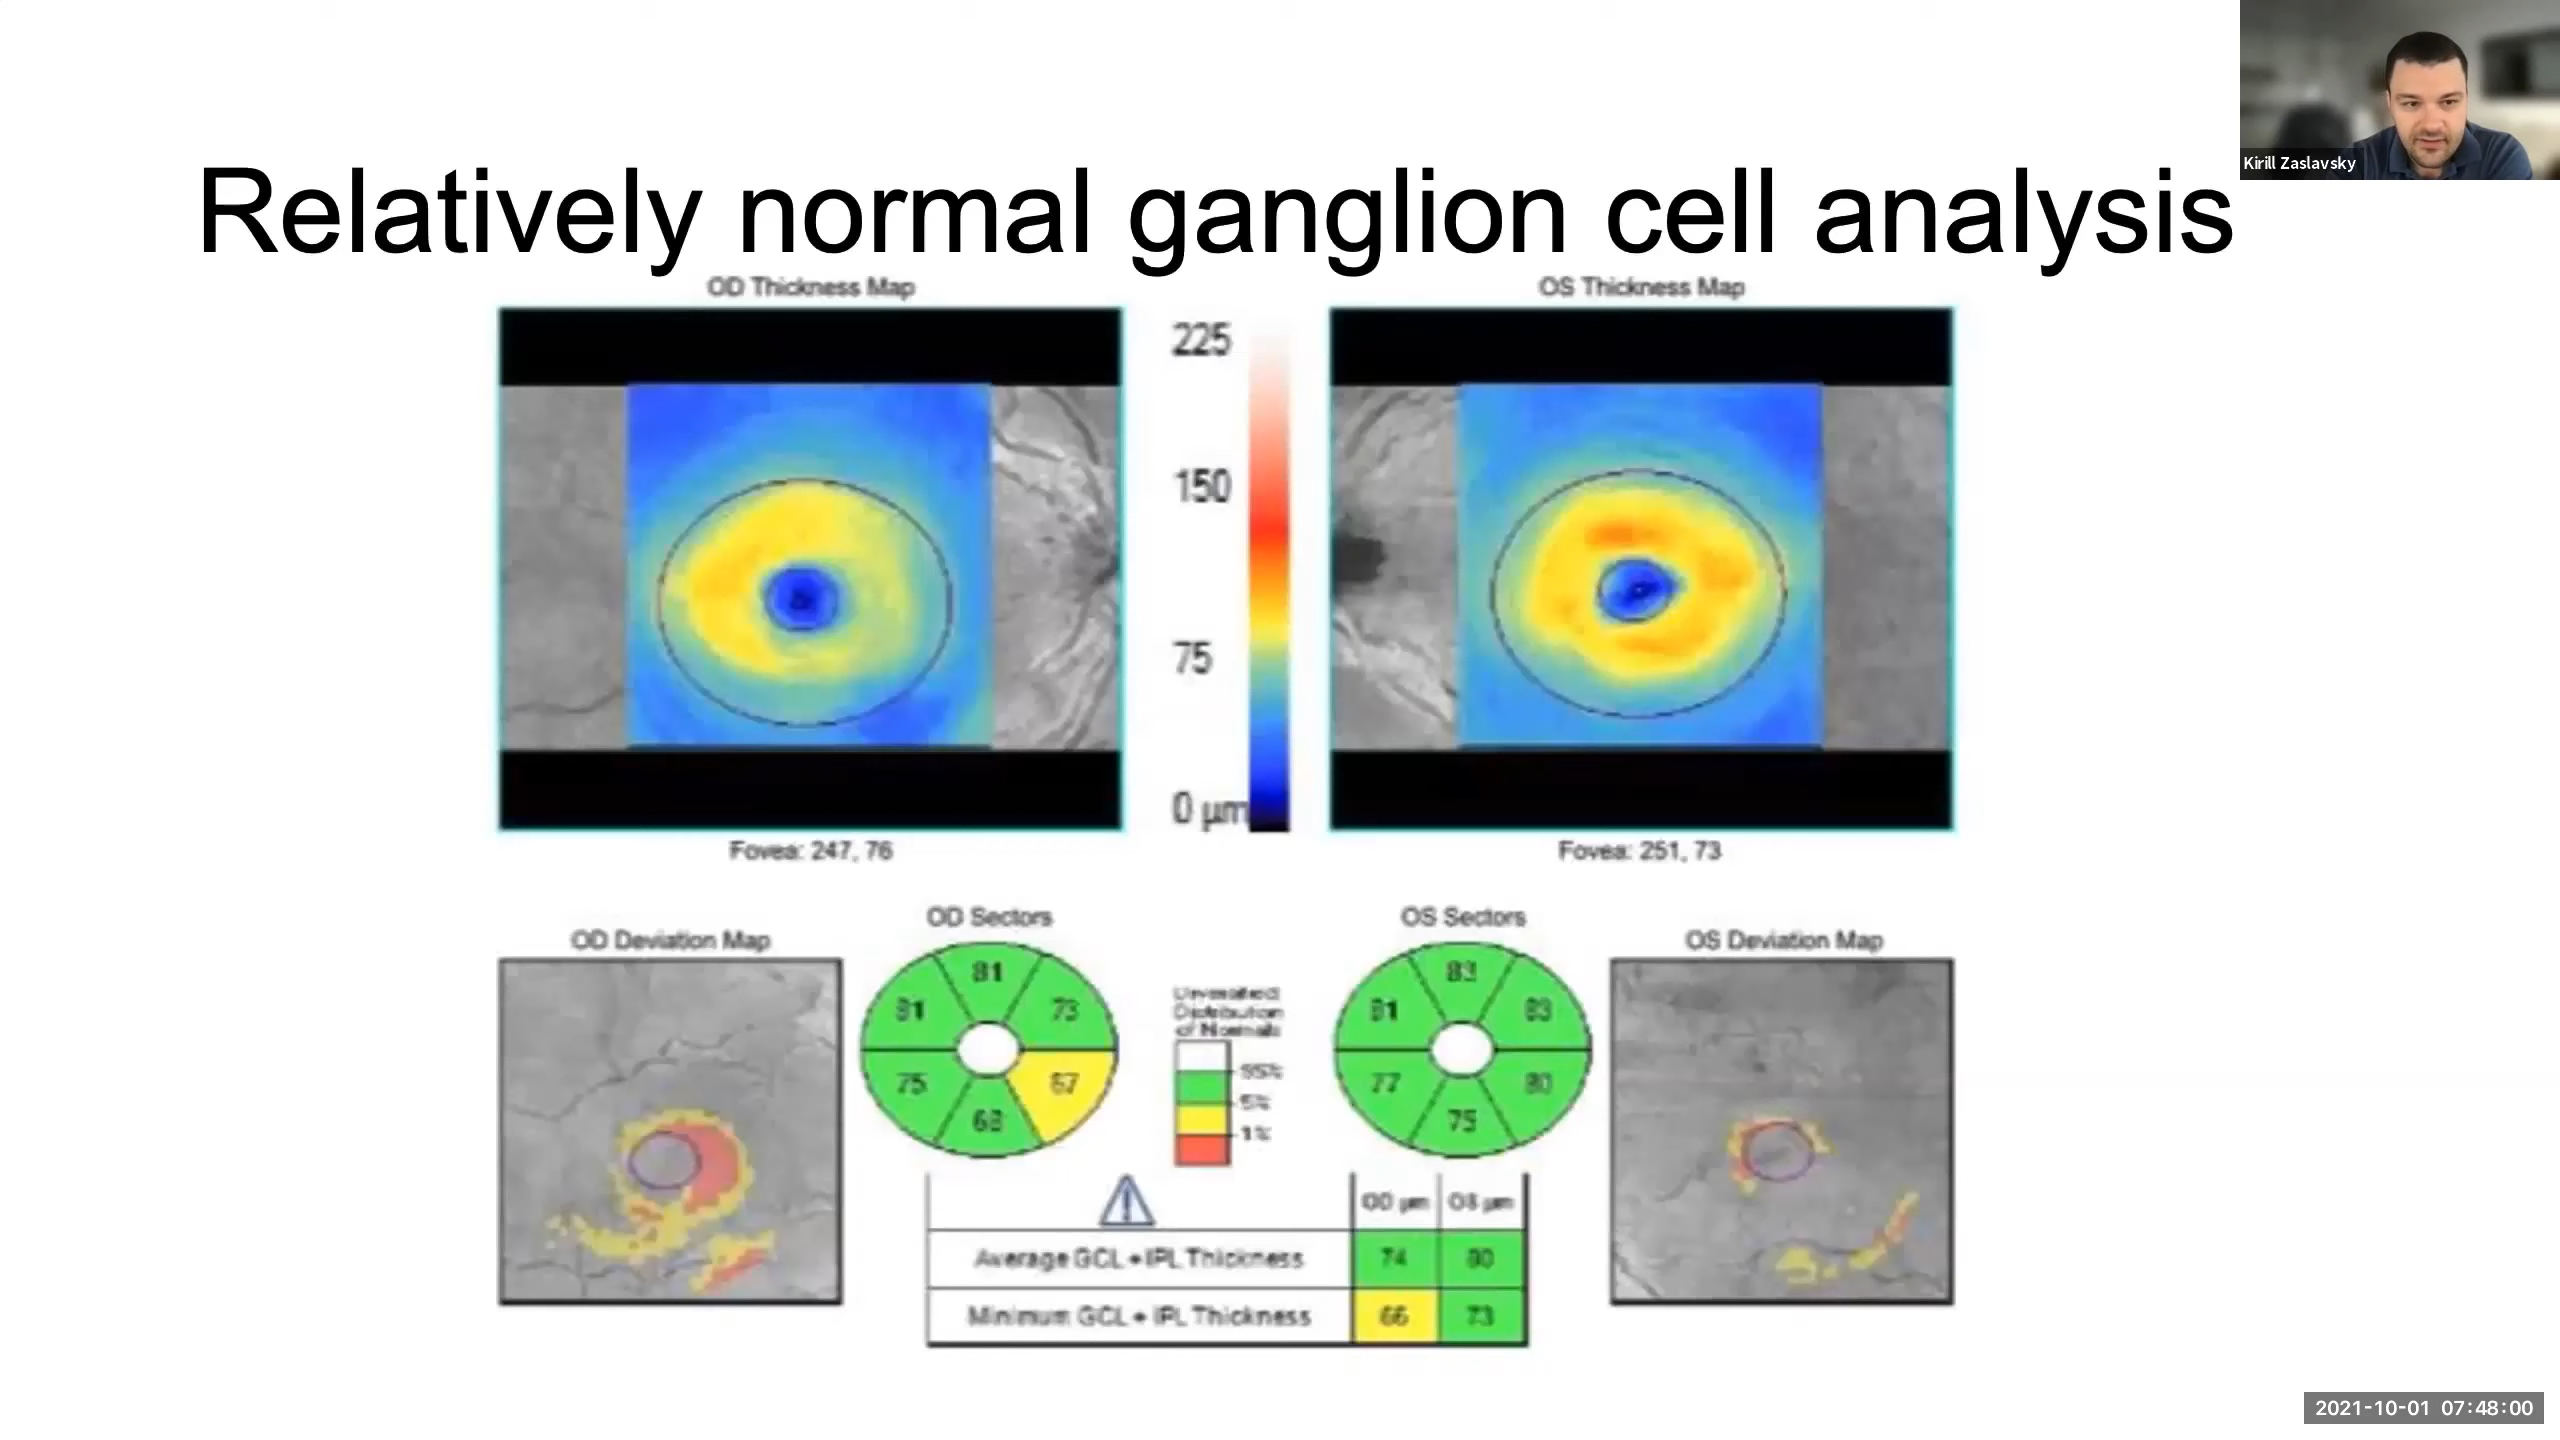 Kirill Zaslavsky
Relatively normal ganglion cell analysis
OD Thickness Map
OS Thickness Map
225
150
75
0 µm
Fovea: 247, 76
Fovea: 251, 73
OD Deviation Map
OD Sectors
OS Sectors
OS Deviation Map
81
81
73
75
67
68
Distribution
of Normals
95%
5%
1%
83
81
83
77
80
75
OD µm OS µm
Average GCL + IPL Thickness 74 80
Minimum GCL + IPL Thickness 66 73
2021-10-01 07:48:00